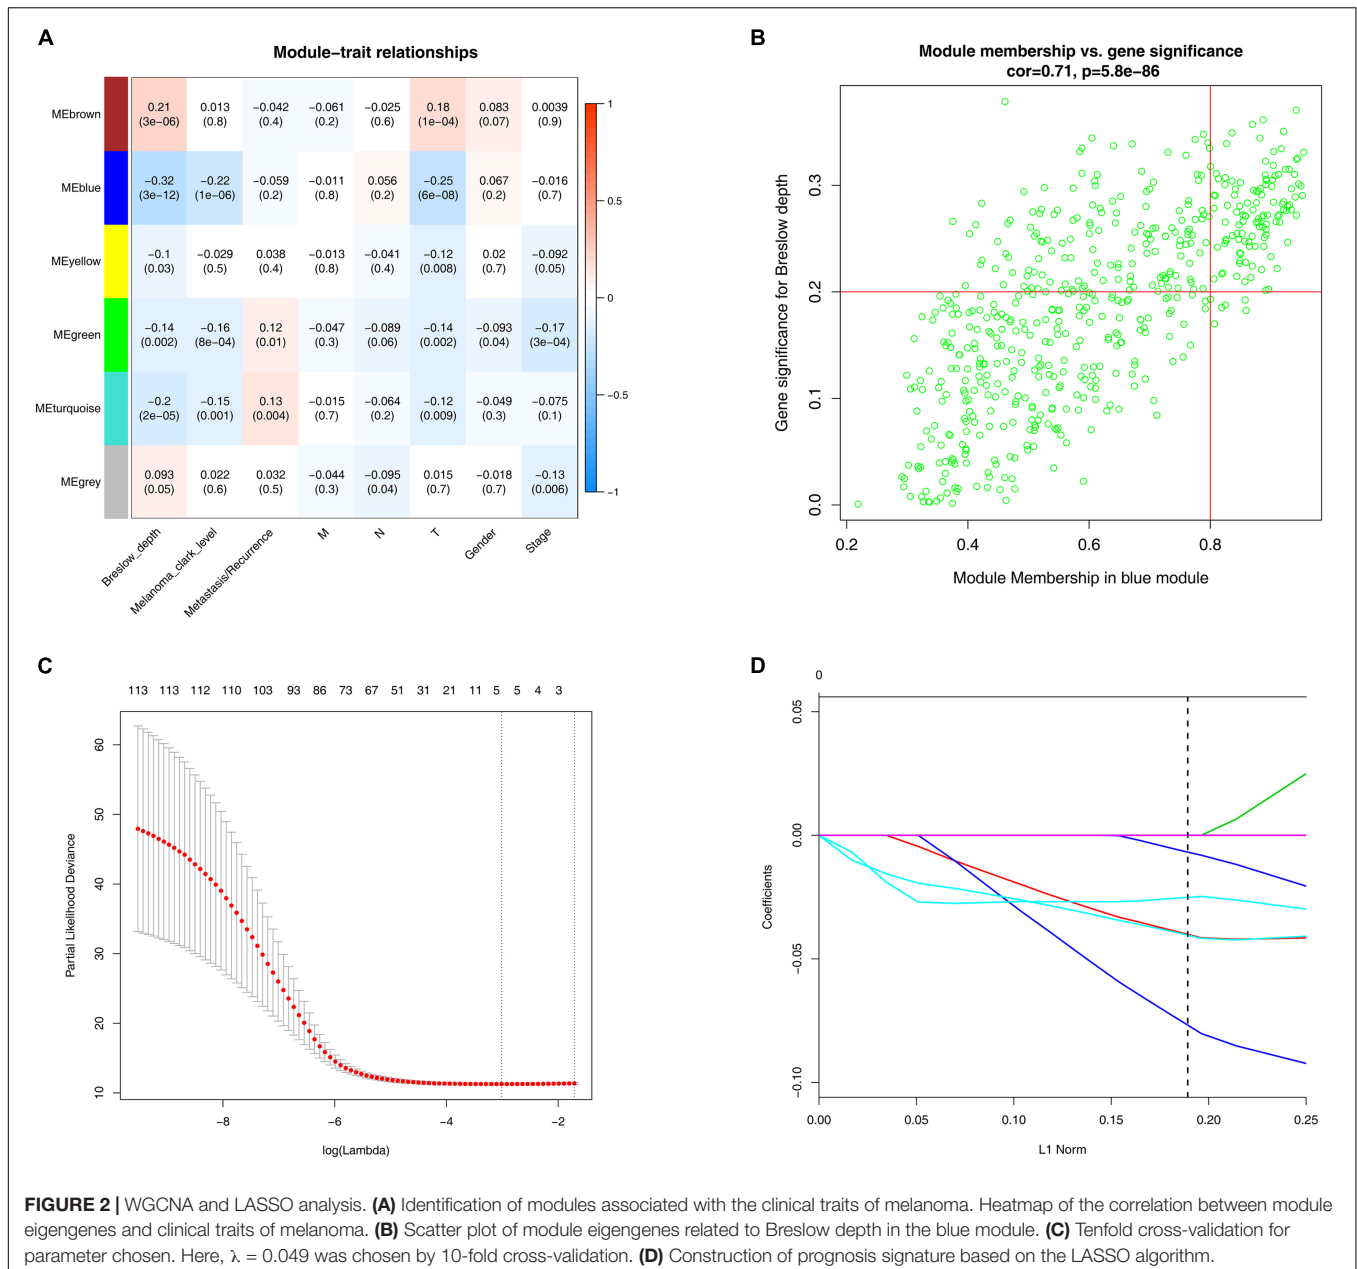 A
Module–trait relationships
MEbrown
0.21 0.013 −0.042 −0.061 −0.025 0.18 0.083 0.0039
(3e−06) (0.8) (0.4) (0.2) (0.6) (1e−04) (0.07) (0.9)
MEblue
−0.32 −0.22 −0.059 −0.011 0.056 −0.25 0.067 −0.016
(3e−12) (1e−06) (0.2) (0.8) (0.2) (6e−08) (0.2) (0.7)
MEyellow
−0.1 −0.029 0.038 −0.013 −0.041 −0.12 0.02 −0.092
(0.03) (0.5) (0.4) (0.8) (0.4) (0.008) (0.7) (0.05)
MEgreen
−0.14 −0.16 0.12 −0.047 −0.089 −0.14 −0.093 −0.17
(0.002) (8e−04) (0.01) (0.3) (0.06) (0.002) (0.04) (3e−04)
MEturquoise
−0.2 −0.15 0.13 −0.015 −0.064 −0.12 −0.049 −0.075
(2e−05) (0.001) (0.004) (0.7) (0.2) (0.009) (0.3) (0.1)
MEgrey
0.093 0.022 0.032 −0.044 −0.095 0.015 −0.018 −0.13
(0.05) (0.6) (0.5) (0.3) (0.04) (0.7) (0.7) (0.006)
Breslow_depth
Melanoma_clark_level
Metastasis/Recurrence
M
N
T
Gender
Stage
1
0.5
0
−0.5
−1
B
Module membership vs. gene significance
cor=0.71, p=5.8e−86
Gene significance for Breslow depth
0.3
0.2
0.1
0.0
0.2 0.4 0.6 0.8
Module Membership in blue module
C
113 113 112 110 103 93 86 73 67 51 31 21 11 5 5 4 3
Partial Likelihood Deviance
60
50
40
30
20
10
−8 −6 −4 −2
log(Lambda)
D
0
Coefficients
0.05
0.00
−0.05
−0.10
0.00 0.05 0.10 0.15 0.20 0.25
L1 Norm
FIGURE 2 | WGCNA and LASSO analysis. (A) Identification of modules associated with the clinical traits of melanoma. Heatmap of the correlation between module
eigengenes and clinical traits of melanoma. (B) Scatter plot of module eigengenes related to Breslow depth in the blue module. (C) Tenfold cross-validation for
parameter chosen. Here, λ = 0.049 was chosen by 10-fold cross-validation. (D) Construction of prognosis signature based on the LASSO algorithm.